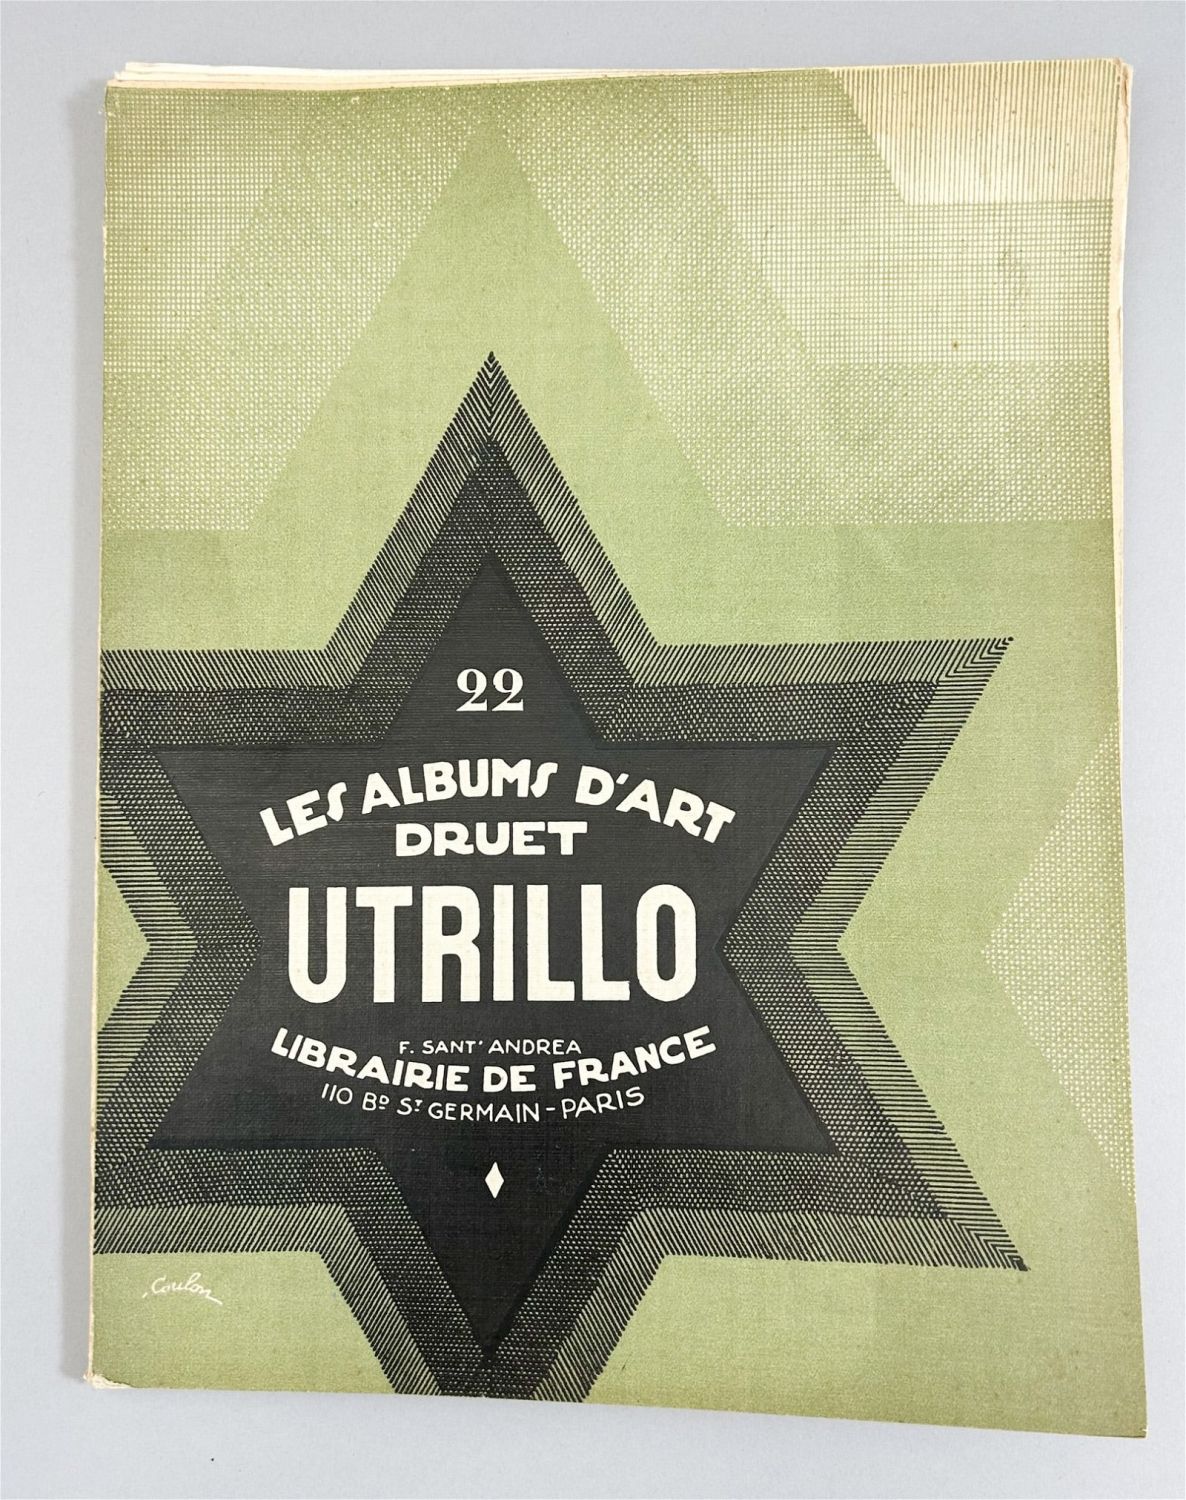 22
LES ALBUMS D'ART
DRUET
UTRILLO
F. SANT' ANDREA
LIBRAIRIE DE FRANCE
110 BD ST GERMAIN - PARIS
Coulon